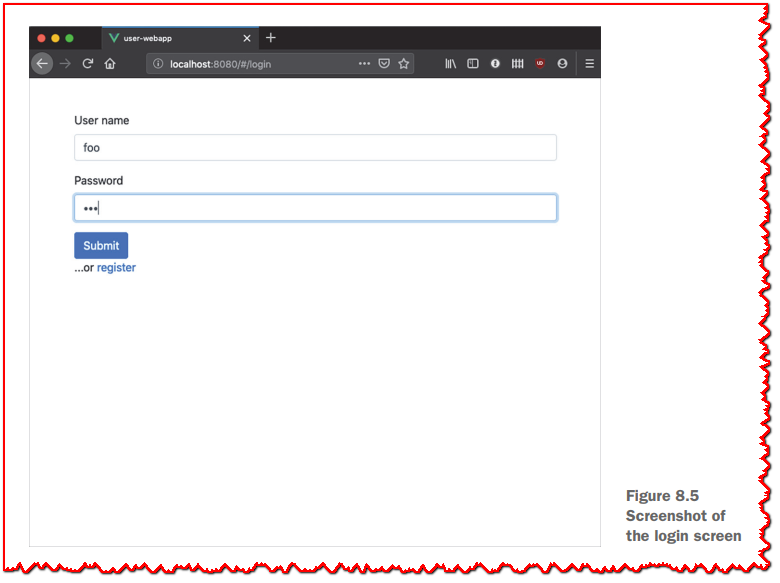 user-webapp
localhost:8080/#/login
User name
foo
Password
•••
Submit
...or register
Figure 8.5
Screenshot of
the login screen